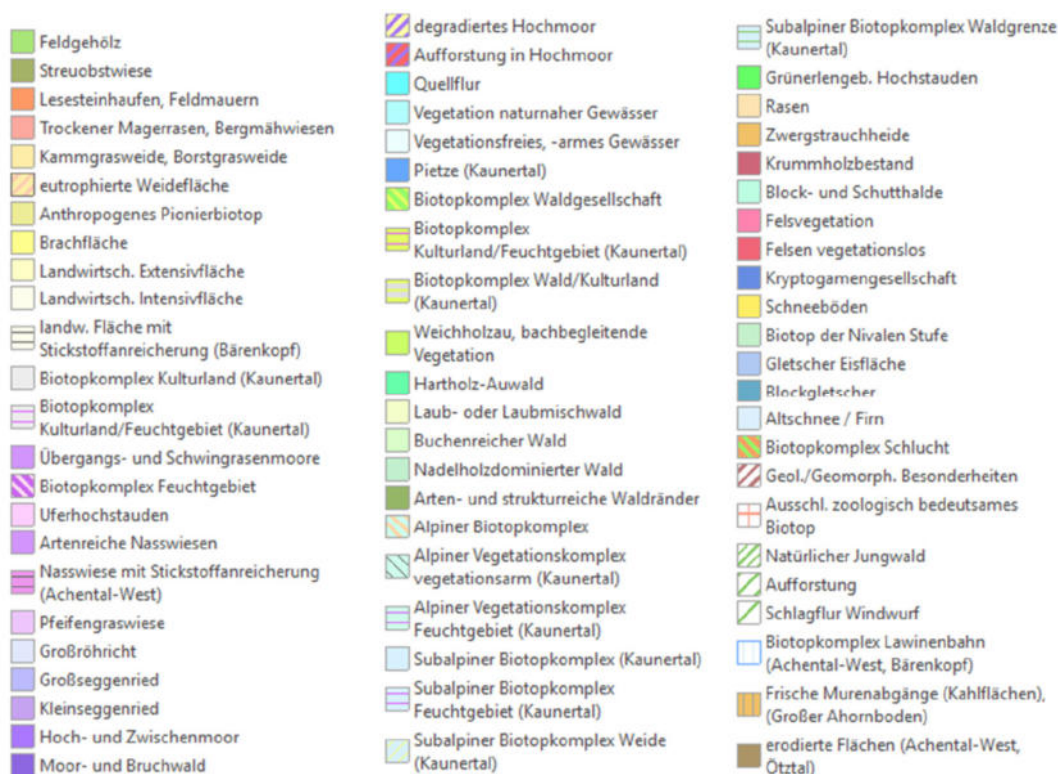 Feldgehölz
Streuobstwiese
Lesesteinhaufen, Feldmauern
Trockener Magerrasen, Bergmähwiesen
Kammgrasweide, Borstgrasweide
eutrophierte Weidefläche
Anthropogenes Pionierbiotop
Brachfläche
Landwirtsch. Extensivfläche
Landwirtsch. Intensivfläche
landw. Fläche mit
Stickstoffanreicherung (Bärenkopf)
Biotopkomplex Kulturland (Kaunertal)
Biotopkomplex
Kulturland/Feuchtgebiet (Kaunertal)
Übergangs- und Schwingrasenmoore
Biotopkomplex Feuchtgebiet
Uferhochstauden
Artenreiche Nasswiesen
Nasswiese mit Stickstoffanreicherung
(Achental-West)
Pfeifengraswiese
Großröhricht
Großseggenried
Kleinseggenried
Hoch- und Zwischenmoor
Moor- und Bruchwald
degradiertes Hochmoor
Aufforstung in Hochmoor
Quellflur
Vegetation naturnaher Gewässer
Vegetationsfreies, -armes Gewässer
Pietze (Kaunertal)
Biotopkomplex Waldgesellschaft
Biotopkomplex
Kulturland/Feuchtgebiet (Kaunertal)
Biotopkomplex Wald/Kulturland
(Kaunertal)
Weichholzau, bachbegleitende
Vegetation
Hartholz-Auwald
Laub- oder Laubmischwald
Buchenreicher Wald
Nadelholzdominierter Wald
Arten- und strukturreiche Waldränder
Alpiner Biotopkomplex
Alpiner Vegetationskomplex
vegetationsarm (Kaunertal)
Alpiner Vegetationskomplex
Feuchtgebiet (Kaunertal)
Subalpiner Biotopkomplex (Kaunertal)
Subalpiner Biotopkomplex
Feuchtgebiet (Kaunertal)
Subalpiner Biotopkomplex Weide
(Kaunertal)
Subalpiner Biotopkomplex Waldgrenze
(Kaunertal)
Grünerlengeb. Hochstauden
Rasen
Zwergstrauchheide
Krummholzbestand
Block- und Schutthalde
Felsvegetation
Felsen vegetationslos
Kryptogamengesellschaft
Schneeböden
Biotop der Nivalen Stufe
Gletscher Eisfläche
Blockgletscher
Altschnee / Firn
Biotopkomplex Schlucht
Geol./Geomorph. Besonderheiten
Ausschl. zoologisch bedeutsames
Biotop
Natürlicher Jungwald
Aufforstung
Schlagflur Windwurf
Biotopkomplex Lawinenbahn
(Achental-West, Bärenkopf)
Frische Murenabgänge (Kahlflächen),
(Großer Ahornboden)
erodierte Flächen (Achental-West,
Ötztal)